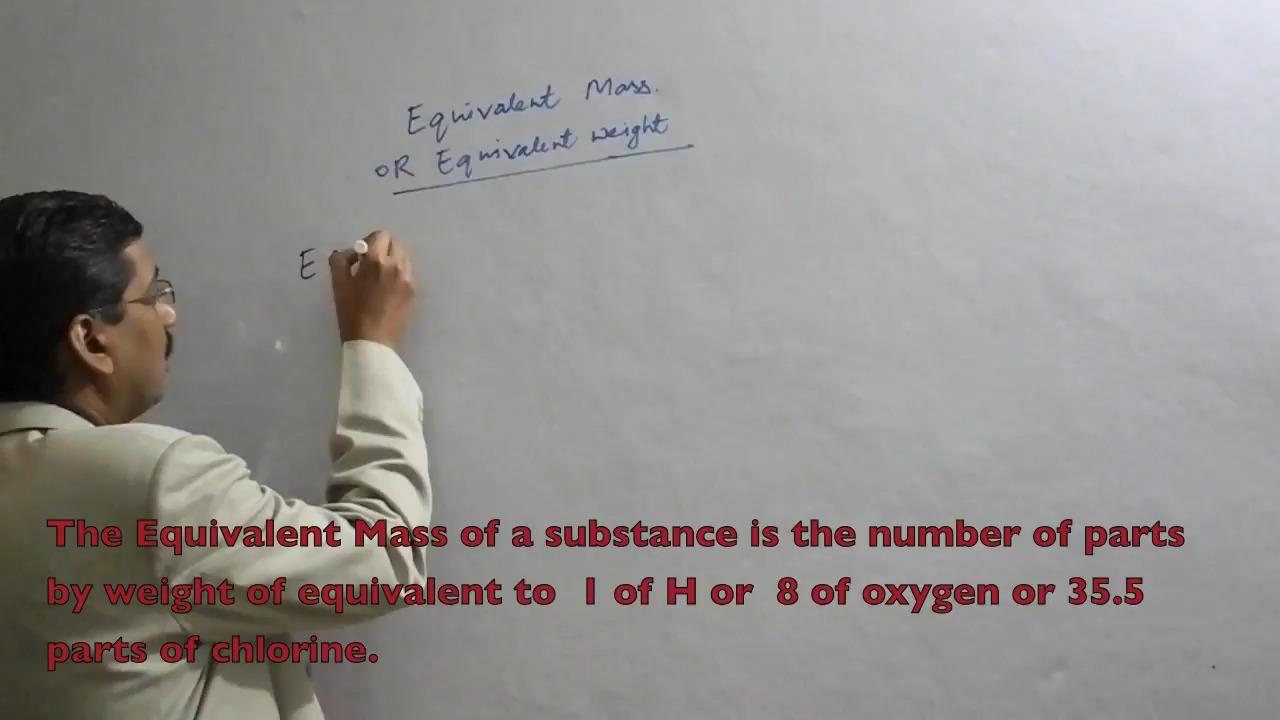 Equivalent Mass.
OR Equivalent weight
E
The Equivalent Mass of a substance is the number of parts
by weight of equivalent to 1 of H or 8 of oxygen or 35.5
parts of chlorine.